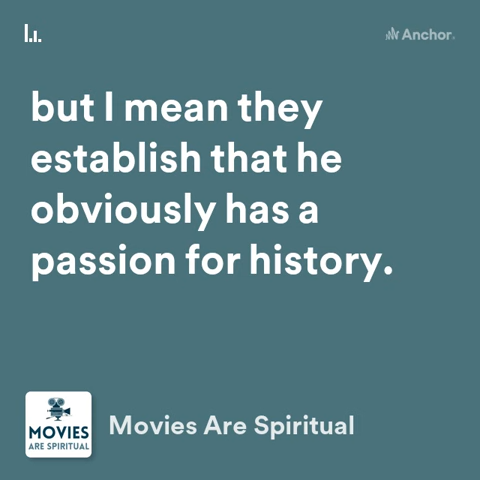 Anchor
but I mean they
establish that he
obviously has a
passion for history.
MOVIES
ARE SPIRITUAL
Movies Are Spiritual